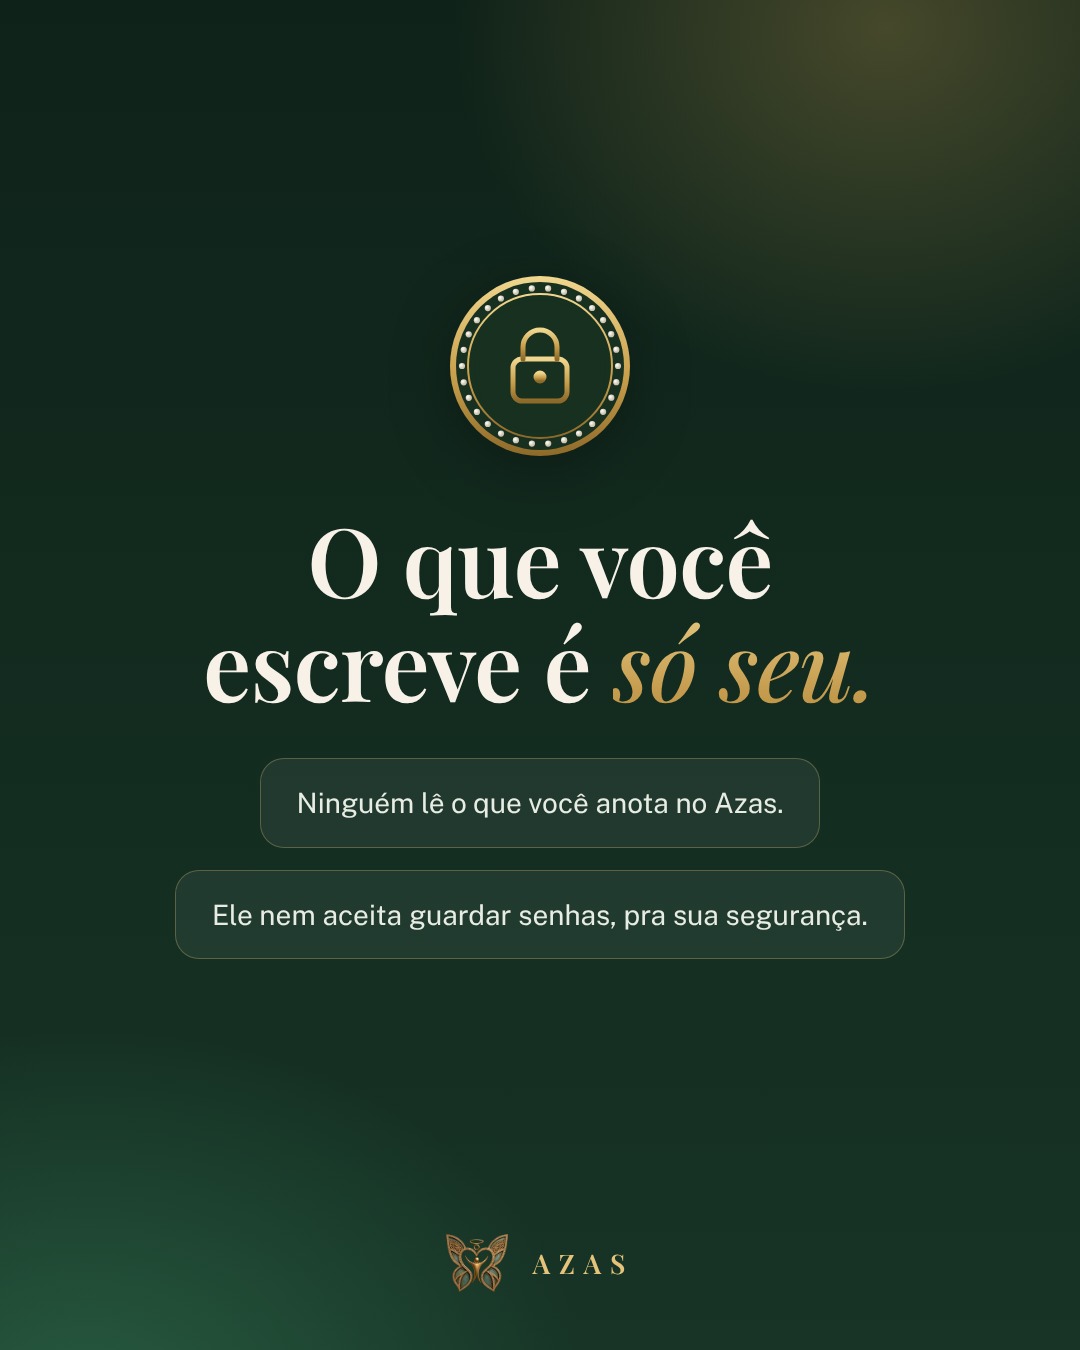 O que você
escreve é só seu.
Ninguém lê o que você anota no Azas.
Ele nem aceita guardar senhas, pra sua segurança.
AZAS